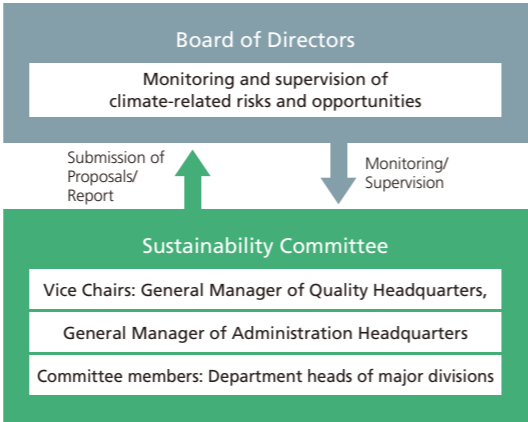 Board of Directors
Monitoring and supervision of
climate-related risks and opportunities
Submission of
Proposals/
Report
Monitoring/
Supervision
Sustainability Committee
Vice Chairs: General Manager of Quality Headquarters,
General Manager of Administration Headquarters
Committee members: Department heads of major divisions